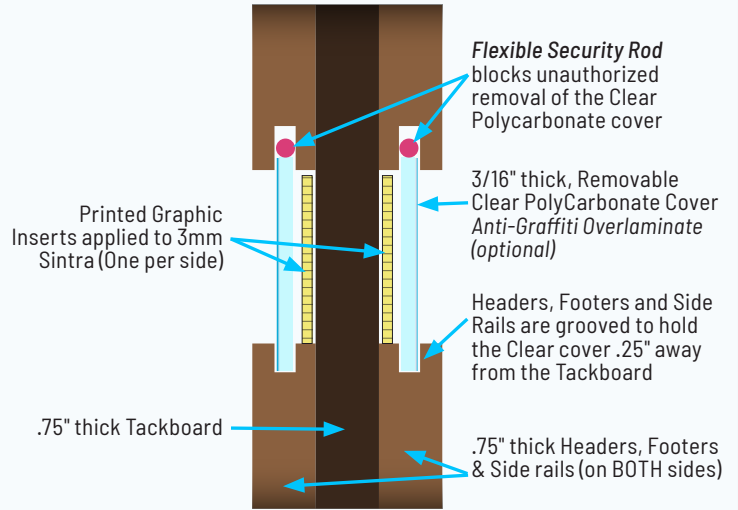 Flexible Security Rod
blocks unauthorized
removal of the Clear
Polycarbonate cover
3/16" thick, Removable
Clear PolyCarbonate Cover
Anti-Graffiti Overlaminate
(optional)
Printed Graphic
Inserts applied to 3mm
Sintra (One per side)
Headers, Footers and Side
Rails are grooved to hold
the Clear cover .25" away
from the Tackboard
.75" thick Tackboard
.75" thick Headers, Footers
& Side rails (on BOTH sides)